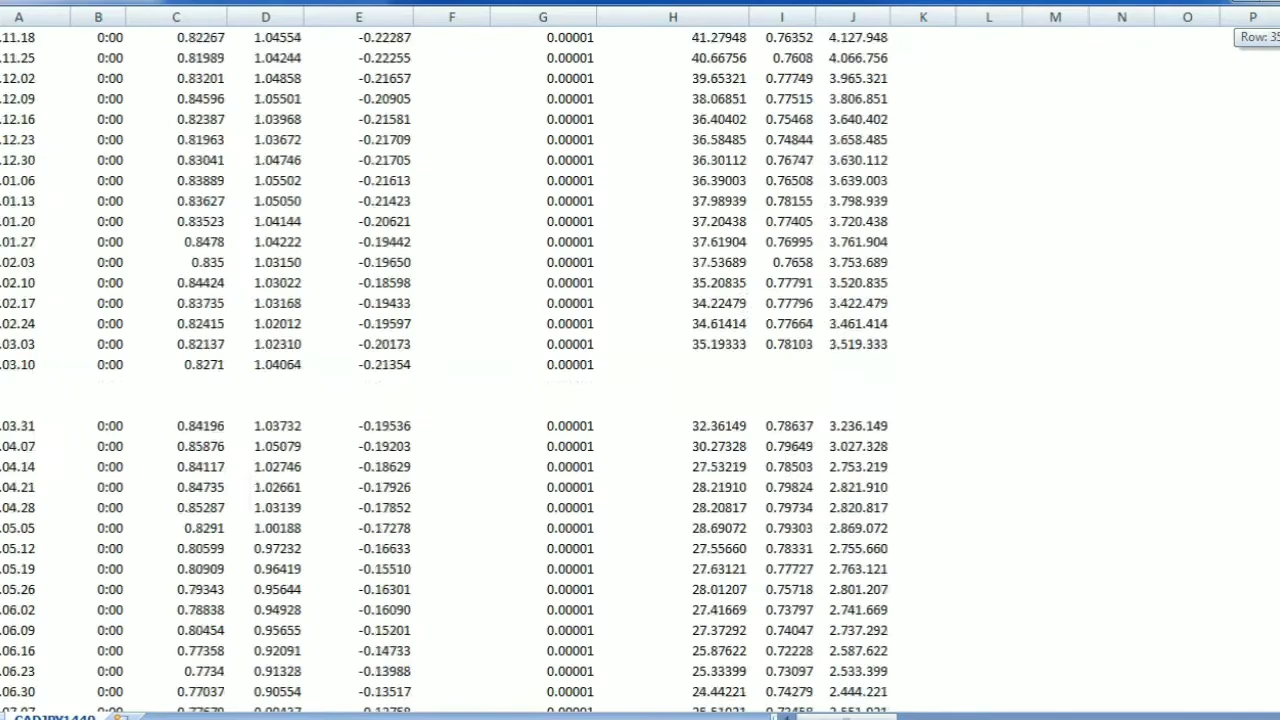 A B C D E F G H I J K L M N O P
.11.18 0:00 0.82267 1.04554 -0.22287 0.00001 41.27948 0.76352 4.127.948
Row: 35
.11.25 0:00 0.81989 1.04244 -0.22255 0.00001 40.66756 0.7608 4.066.756
.12.02 0:00 0.83201 1.04858 -0.21657 0.00001 39.65321 0.77749 3.965.321
.12.09 0:00 0.84596 1.05501 -0.20905 0.00001 38.06851 0.77515 3.806.851
.12.16 0:00 0.82387 1.03968 -0.21581 0.00001 36.40402 0.75468 3.640.402
.12.23 0:00 0.81963 1.03672 -0.21709 0.00001 36.58485 0.74844 3.658.485
.12.30 0:00 0.83041 1.04746 -0.21705 0.00001 36.30112 0.76747 3.630.112
.01.06 0:00 0.83889 1.05502 -0.21613 0.00001 36.39003 0.76508 3.639.003
.01.13 0:00 0.83627 1.05050 -0.21423 0.00001 37.98939 0.78155 3.798.939
.01.20 0:00 0.83523 1.04144 -0.20621 0.00001 37.20438 0.77405 3.720.438
.01.27 0:00 0.8478 1.04222 -0.19442 0.00001 37.61904 0.76995 3.761.904
.02.03 0:00 0.835 1.03150 -0.19650 0.00001 37.53689 0.7658 3.753.689
.02.10 0:00 0.84424 1.03022 -0.18598 0.00001 35.20835 0.77791 3.520.835
.02.17 0:00 0.83735 1.03168 -0.19433 0.00001 34.22479 0.77796 3.422.479
.02.24 0:00 0.82415 1.02012 -0.19597 0.00001 34.61414 0.77664 3.461.414
.03.03 0:00 0.82137 1.02310 -0.20173 0.00001 35.19333 0.78103 3.519.333
.03.10 0:00 0.8271 1.04064 -0.21354 0.00001
.03.31 0:00 0.84196 1.03732 -0.19536 0.00001 32.36149 0.78637 3.236.149
.04.07 0:00 0.85876 1.05079 -0.19203 0.00001 30.27328 0.79649 3.027.328
.04.14 0:00 0.84117 1.02746 -0.18629 0.00001 27.53219 0.78503 2.753.219
.04.21 0:00 0.84735 1.02661 -0.17926 0.00001 28.21910 0.79824 2.821.910
.04.28 0:00 0.85287 1.03139 -0.17852 0.00001 28.20817 0.79734 2.820.817
.05.05 0:00 0.8291 1.00188 -0.17278 0.00001 28.69072 0.79303 2.869.072
.05.12 0:00 0.80599 0.97232 -0.16633 0.00001 27.55660 0.78331 2.755.660
.05.19 0:00 0.80909 0.96419 -0.15510 0.00001 27.63121 0.77727 2.763.121
.05.26 0:00 0.79343 0.95644 -0.16301 0.00001 28.01207 0.75718 2.801.207
.06.02 0:00 0.78838 0.94928 -0.16090 0.00001 27.41669 0.73797 2.741.669
.06.09 0:00 0.80454 0.95655 -0.15201 0.00001 27.37292 0.74047 2.737.292
.06.16 0:00 0.77358 0.92091 -0.14733 0.00001 25.87622 0.72228 2.587.622
.06.23 0:00 0.7734 0.91328 -0.13988 0.00001 25.33399 0.73097 2.533.399
.06.30 0:00 0.77037 0.90554 -0.13517 0.00001 24.44221 0.74279 2.444.221
CADJPY1440